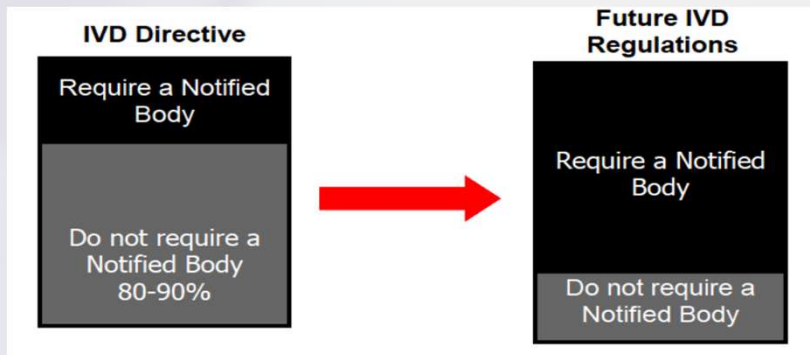 IVD Directive
Require a Notified
Body
Do not require a
Notified Body
80-90%
Future IVD
Regulations
Require a Notified
Body
Do not require a
Notified Body